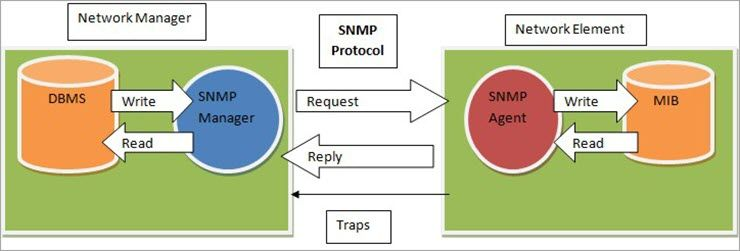 Network Manager
SNMP
Protocol
Network Element
DBMS
Write
Read
SNMP
Manager
Request
Reply
Traps
SNMP
Agent
Write
Read
MIB